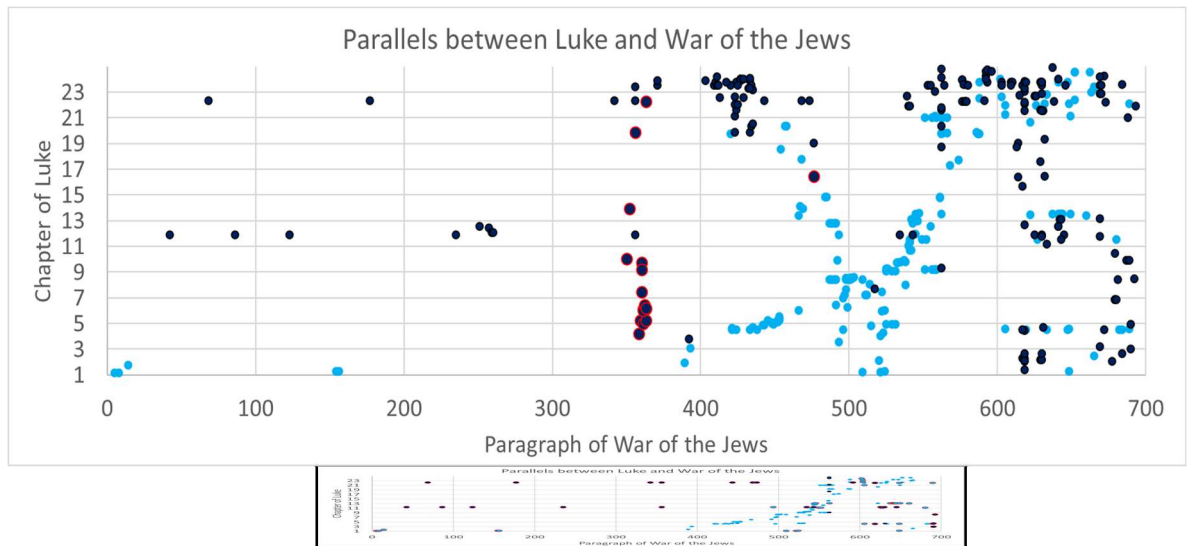 Parallels between Luke and War of the Jews
Chapter of Luke
23
21
19
17
15
13
11
9
7
5
3
1
0 100 200 300 400 500 600 700
Paragraph of War of the Jews
Parallels between Luke and War of the Jews
Chapter of Luke
0 100 200 300 400 500 600 700
Paragraph of War of the Jews